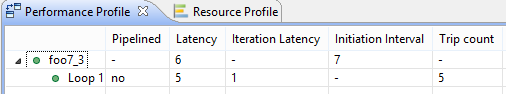 Performance Profile Resource Profile
Pipelined Latency Iteration Latency Initiation Interval Trip count
foo7_3 - 6 - 7 -
Loop 1 no 5 1 - 5